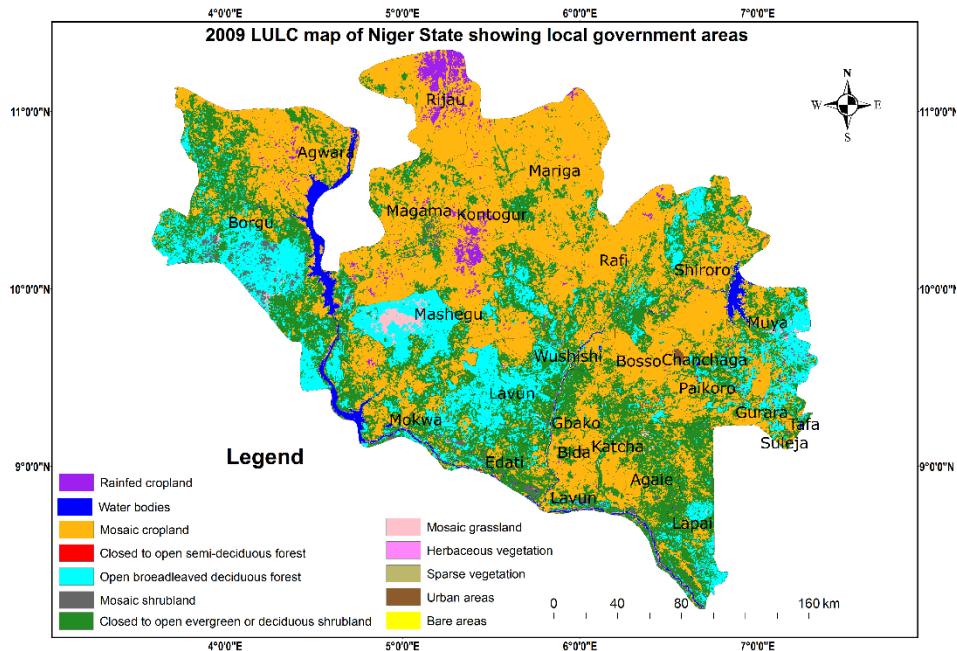 4°0'0"E 5°0'0"E 6°0'0"E 7°0'0"E
2009 LULC map of Niger State showing local government areas
N
W E
S
11°0'0"N 11°0'0"N
Rijau
Agwara
Mariga
Magama Kontogur
Borgu
Rafi
Shiroro
10°0'0"N 10°0'0"N
Mashegu
Muya
Wushishi
Bosso Chanchaga
Paikoro
Lavun
Gurara
Mokwa
Gbako
Tafa
Suleja
Katcha
Bida
Edati
9°0'0"N 9°0'0"N
Agaie
Lavun
Lapai
Legend
Rainfed cropland
Water bodies
Mosaic cropland
Closed to open semi-deciduous forest
Open broeadleaved deciduous forest
Mosaic shrubland
Closed to open evergreen or deciduous shrubland
Mosaic grassland
Herbaceous vegetation
Sparse vegetation
Urban areas
Bare areas
0 40 80 160 km
4°0'0"E 5°0'0"E 6°0'0"E 7°0'0"E